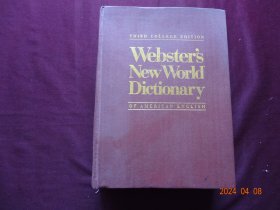 THIRD COLLEGE EDITION
Webster's
New World
Dictionary
OF AMERICAN ENGLISH
2024 04 08